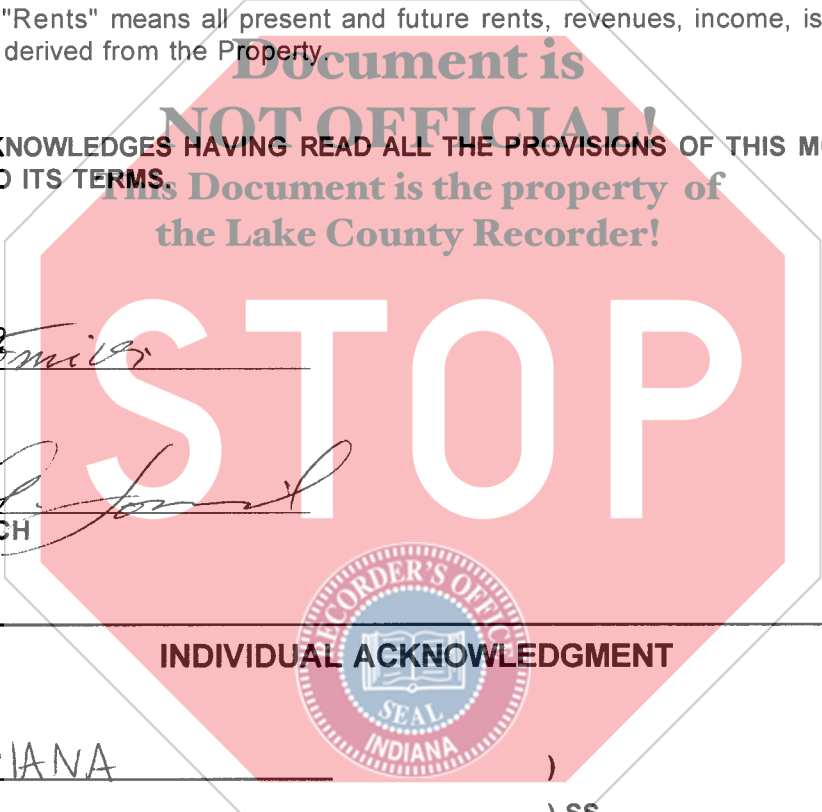 "Rents" means all present and future rents, revenues, income, is
derived from the Property.
Document is
NOT OFFICIAL!
KNOWLEDGES HAVING READ ALL THE PROVISIONS OF THIS M
ITS TERMS.
This Document is the property of
the Lake County Recorder!
STOP
CH
RECORDER'S OFFICE
INDIVIDUAL ACKNOWLEDGMENT
SEAL
INDIANA
IANA )
) SS